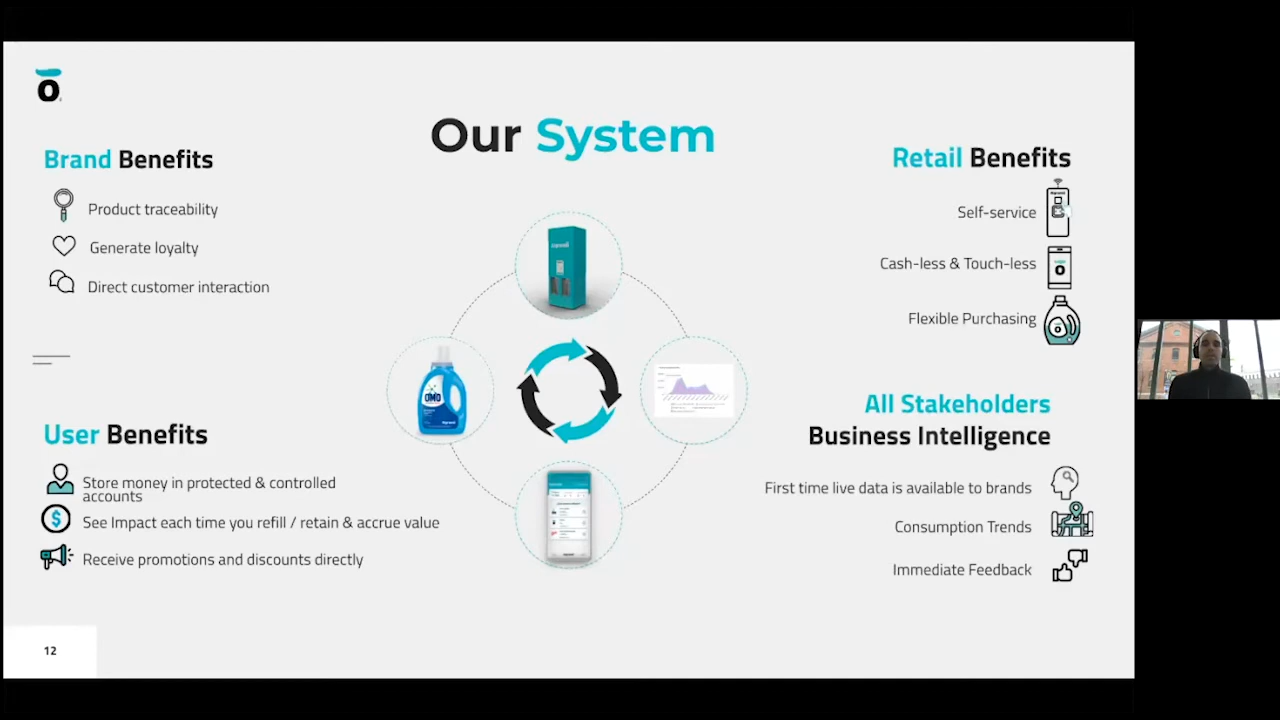 ō
Our System
Brand Benefits
Product traceability
Generate loyalty
Direct customer interaction
User Benefits
Store money in protected & controlled
accounts
See Impact each time you refill / retain & accrue value
Receive promotions and discounts directly
OMO
Retail Benefits
Self-service
Cash-less & Touch-less
Flexible Purchasing
All Stakeholders
Business Intelligence
First time live data is available to brands
Consumption Trends
Immediate Feedback
12